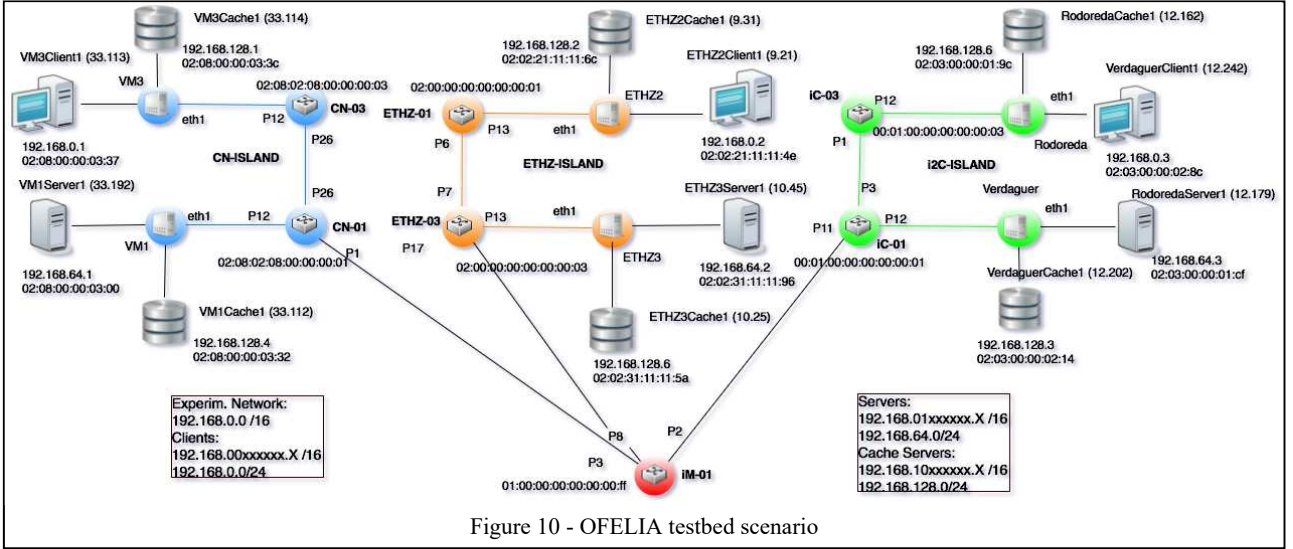 VM3Cache1 (33.114)
192.168.128.1
02:08:00:00:03:3c
VM3Client1 (33.113)
VM3
eth1
192.168.0.1
02:08:00:00:03:37
02:08:02:08:00:00:00:03
CN-03
P12
P26
CN-ISLAND
P26
VM1Server1 (33.192)
eth1
P12
CN-01
VM1
P1
02:08:02:08:00:00:00:01
192.168.64.1
02:08:00:00:03:00
VM1Cache1 (33.112)
192.168.128.4
02:08:00:00:03:32
ETHZ2Cache1 (9.31)
192.168.128.2
02:02:21:11:11:6c
ETHZ2Client1 (9.21)
02:00:00:00:00:00:00:01
ETHZ2
ETHZ-01
P13
eth1
P6
192.168.0.2
02:02:21:11:11:4e
ETHZ-ISLAND
P7
ETHZ3Server1 (10.45)
eth1
ETHZ-03
P13
P17
ETHZ3
02:00:00:00:00:00:00:03
192.168.64.2
02:02:31:11:11:96
ETHZ3Cache1 (10.25)
192.168.128.6
02:02:31:11:11:5a
RodoredaCache1 (12.162)
192.168.128.6
02:03:00:00:01:9c
VerdaguerClient1 (12.242)
iC-03
P12
eth1
00:01:00:00:00:00:00:03
P1
Rodoreda
192.168.0.3
02:03:00:00:02:8c
i2C-ISLAND
P3
Verdaguer
RodoredaServer1 (12.179)
eth1
P11
P12
iC-01
00:01:00:00:00:00:00:01
192.168.64.3
02:03:00:00:01:cf
VerdaguerCache1 (12.202)
192.168.128.3
02:03:00:00:02:14
Experim. Network:
192.168.0.0 /16
Clients:
192.168.00xxxxxx.X /16
192.168.0.0/24
P8
P2
P3
iM-01
01:00:00:00:00:00:00:ff
Servers:
192.168.01xxxxxx.X /16
192.168.64.0/24
Cache Servers:
192.168.10xxxxxx.X /16
192.168.128.0/24
Figure 10 - OFELIA testbed scenario